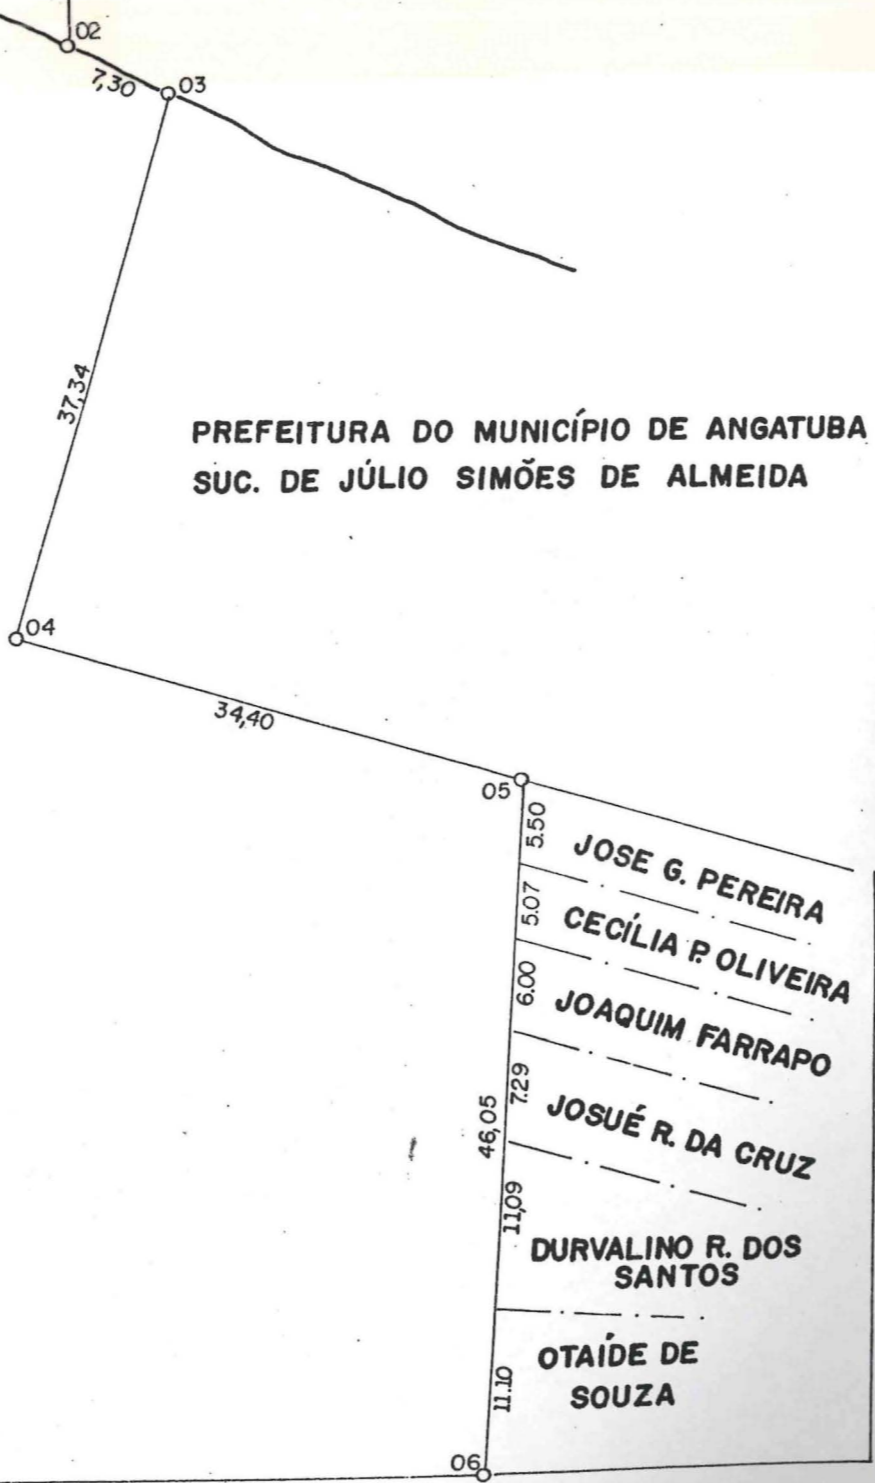 02
7,30
03
37,34
PREFEITURA DO MUNICÍPIO DE ANGATUBA
SUC. DE JÚLIO SIMÕES DE ALMEIDA
04
34,40
05
5.50
JOSE G. PEREIRA
5.07
CECÍLIA P. OLIVEIRA
6.00
JOAQUIM FARRAPO
7.29
JOSUÉ R. DA CRUZ
46,05
11,09
DURVALINO R. DOS
SANTOS
OTAÍDE DE
SOUZA
11.10
06